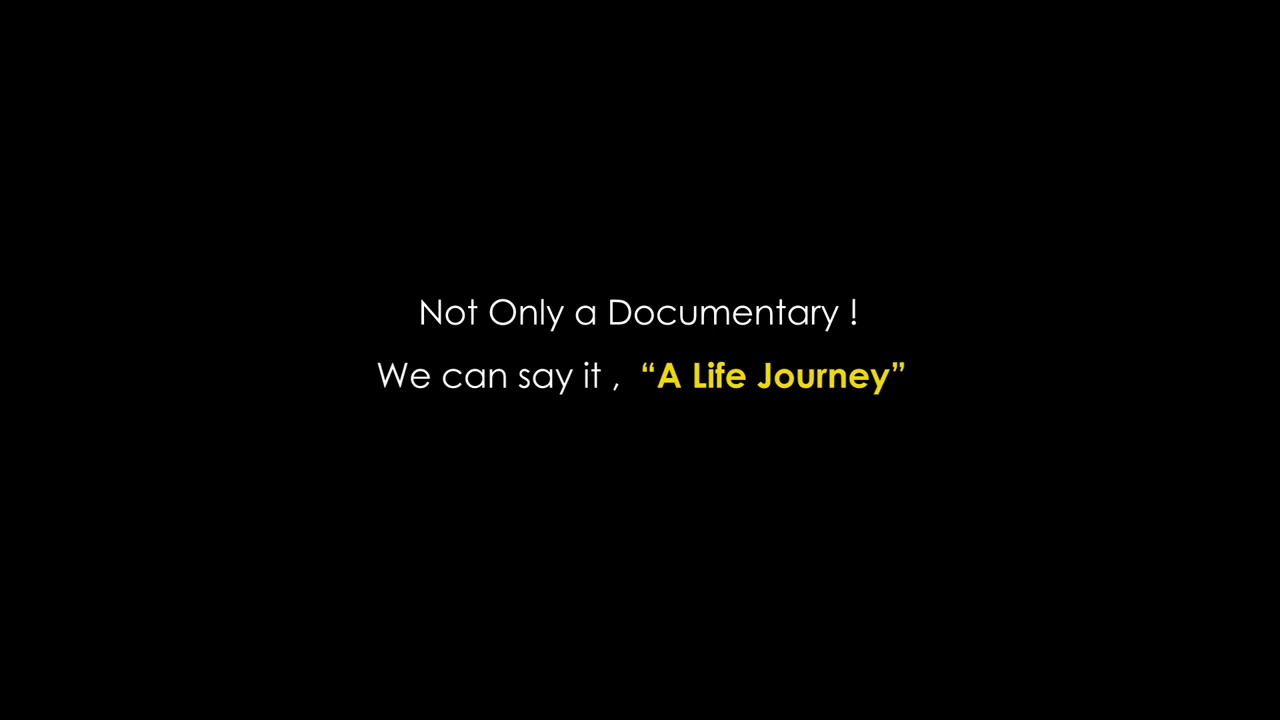 Not Only a Documentary !
We can say it , “A Life Journey”